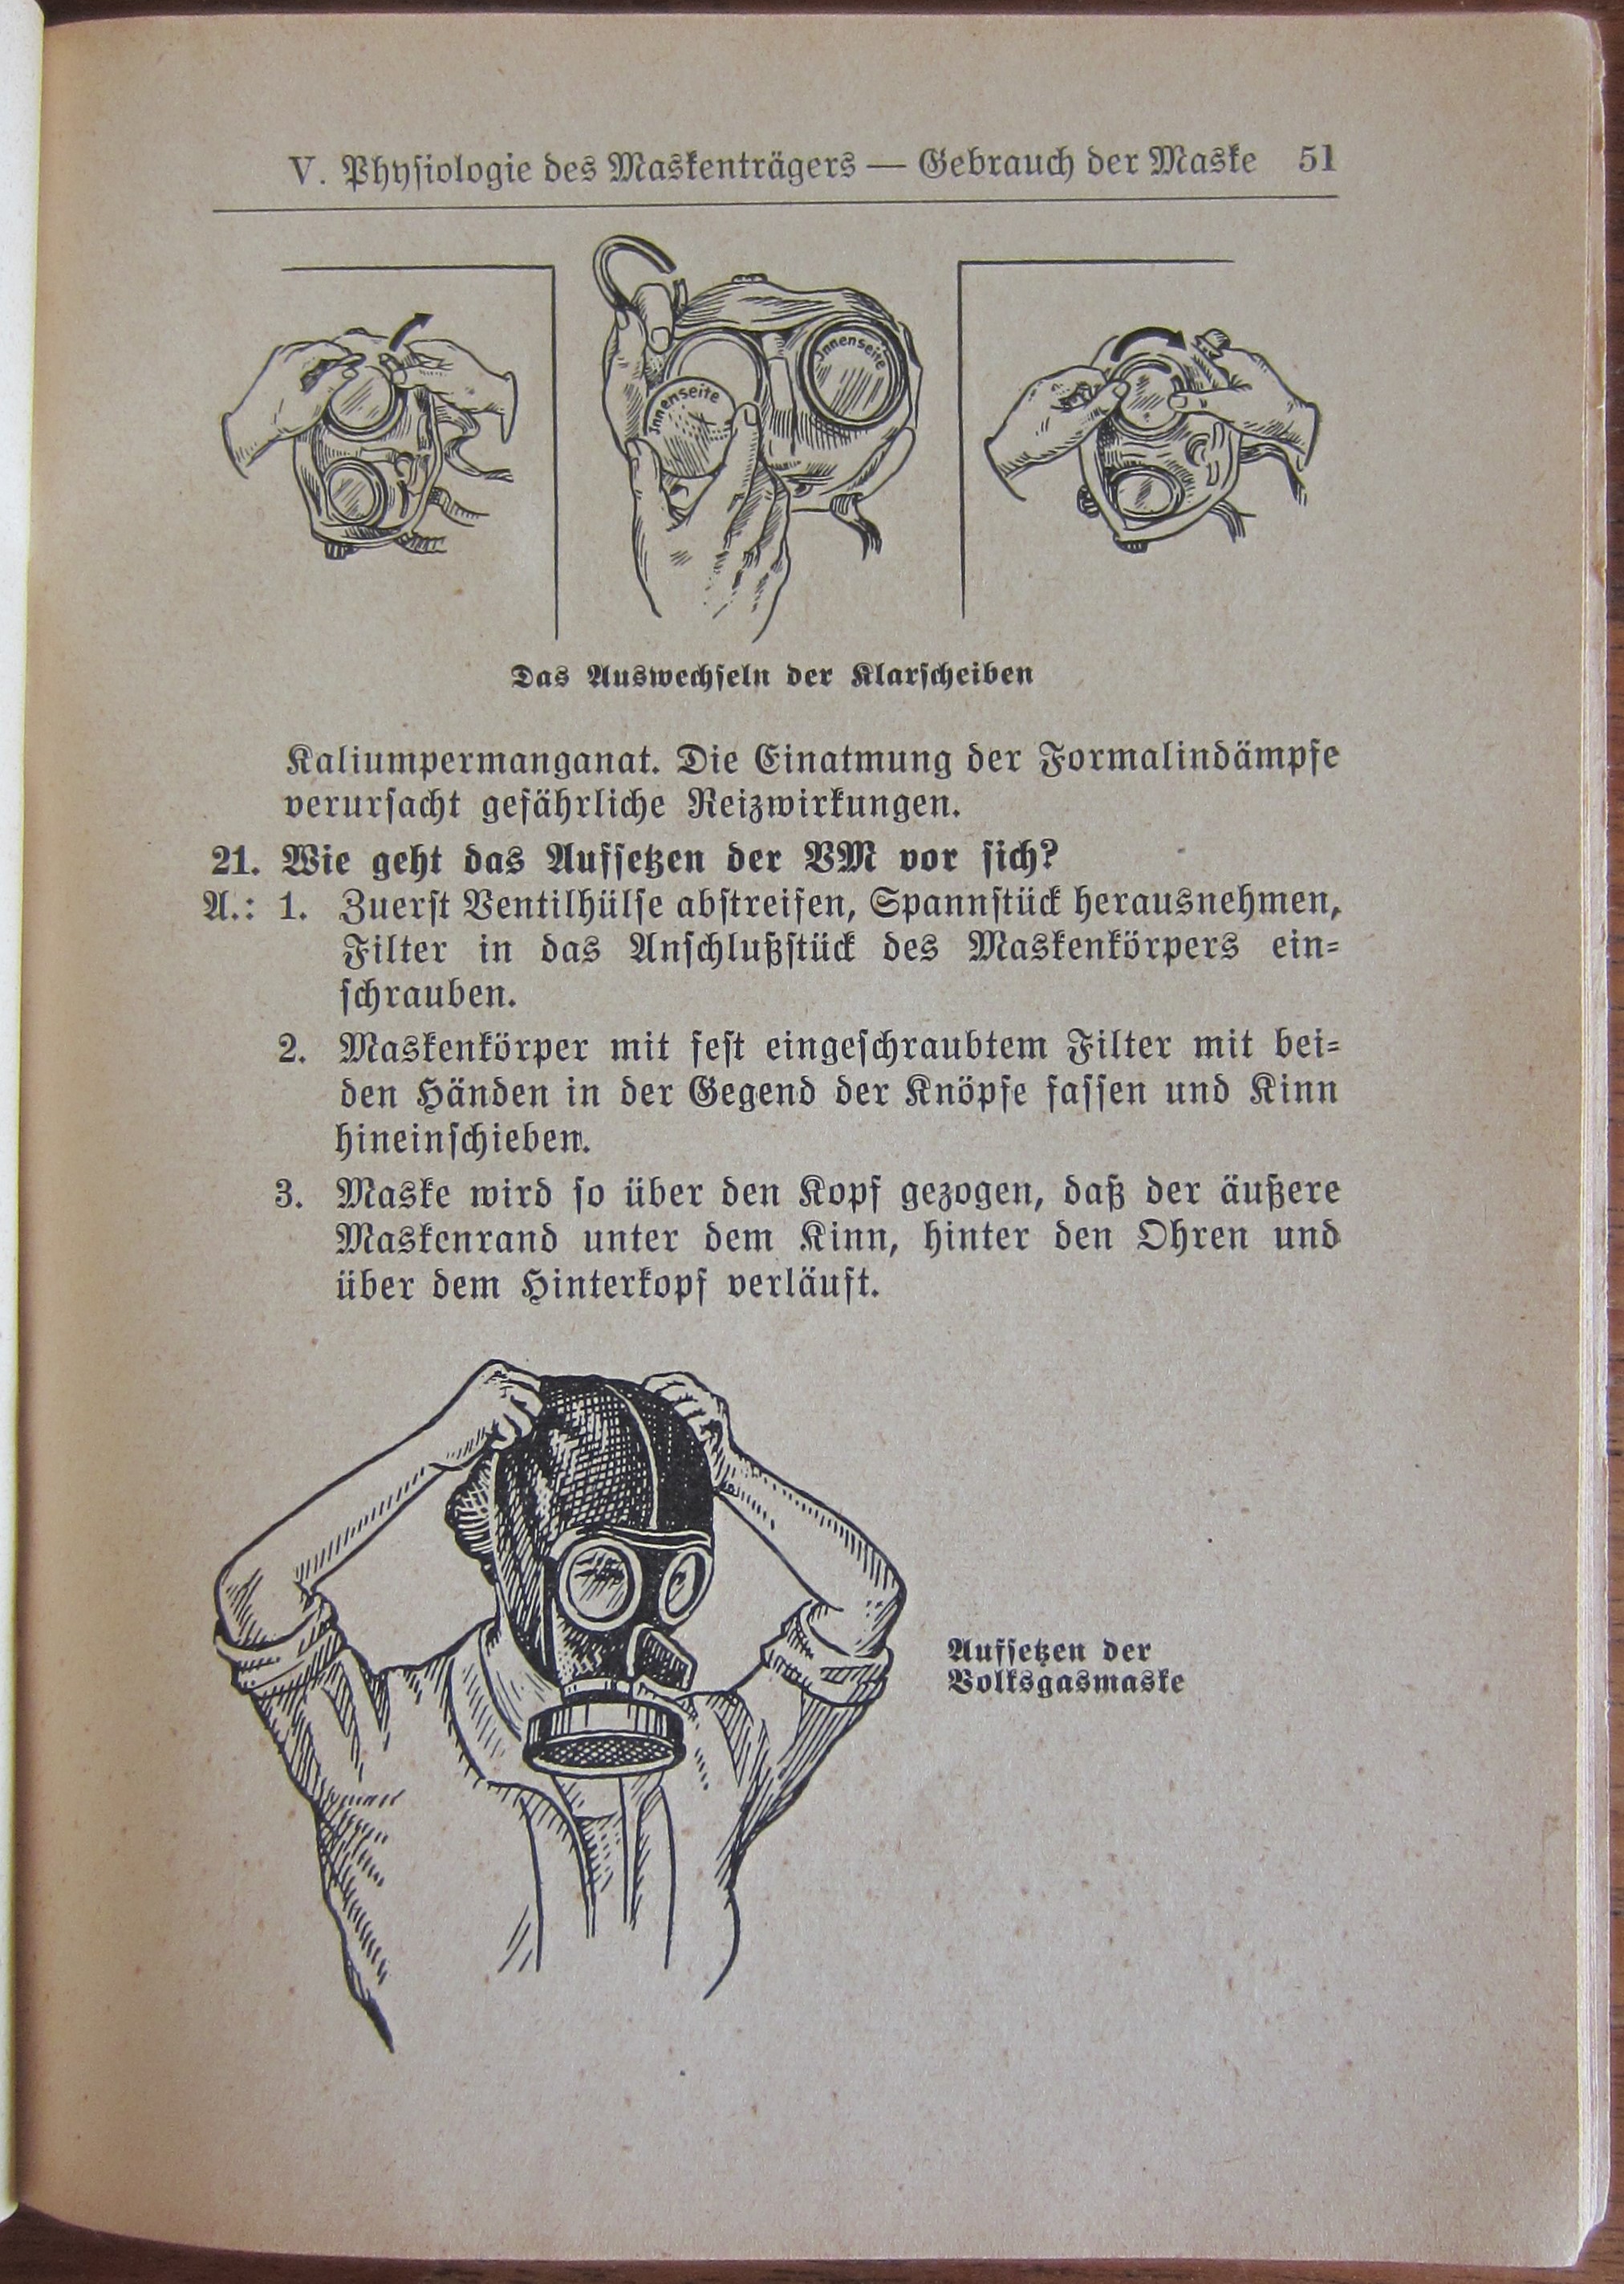 V. Physiologie des Maskenträgers — Gebrauch der Maske 51
Innenseite
Innenseite
Das Auswechseln der Klarscheiben
Kaliumpermanganat. Die Einatmung der Formalindämpfe
verursacht gefährliche Reizwirkungen.
21. Wie geht das Aufsetzen der VM vor sich?
A.: 1. Zuerst Ventilhülse abstreifen, Spannstück herausnehmen,
Filter in das Anschlußstück des Maskenkörpers ein-
schrauben.
2. Maskenkörper mit fest eingeschraubtem Filter mit bei-
den Händen in der Gegend der Knöpfe fassen und Kinn
hineinschieben.
3. Maske wird so über den Kopf gezogen, daß der äußere
Maskenrand unter dem Kinn, hinter den Ohren und
über dem Hinterkopf verläuft.
Aufsetzen der
Volksgasmaske